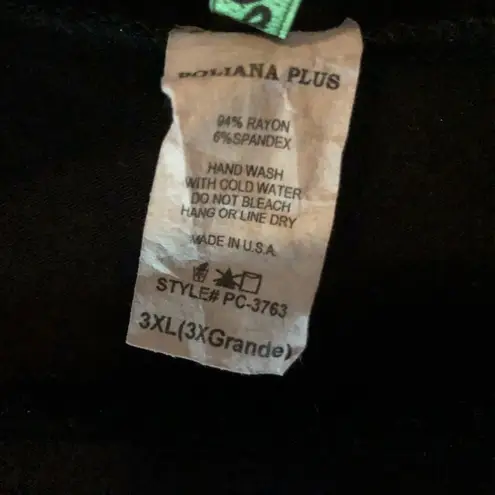 POLIANA PLUS
94% RAYON
6%SPANDEX
HAND WASH
WITH COLD WATER
DO NOT BLEACH
HANG OR LINE DRY
MADE IN U.S.A
STYLE# PC-3763
3XL(3XGrande)